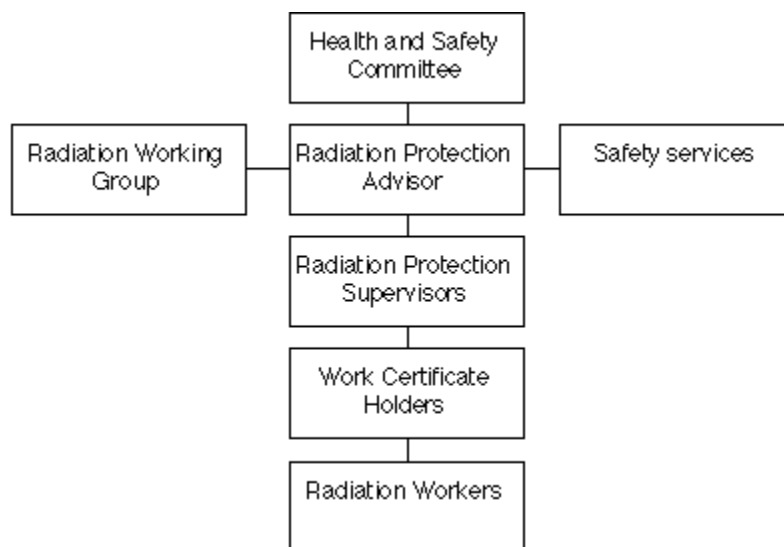 Health and Safety
Committee
Radiation Working
Group
Radiation Protection
Advisor
Safety services
Radiation Protection
Supervisors
Work Certificate
Holders
Radiation Workers